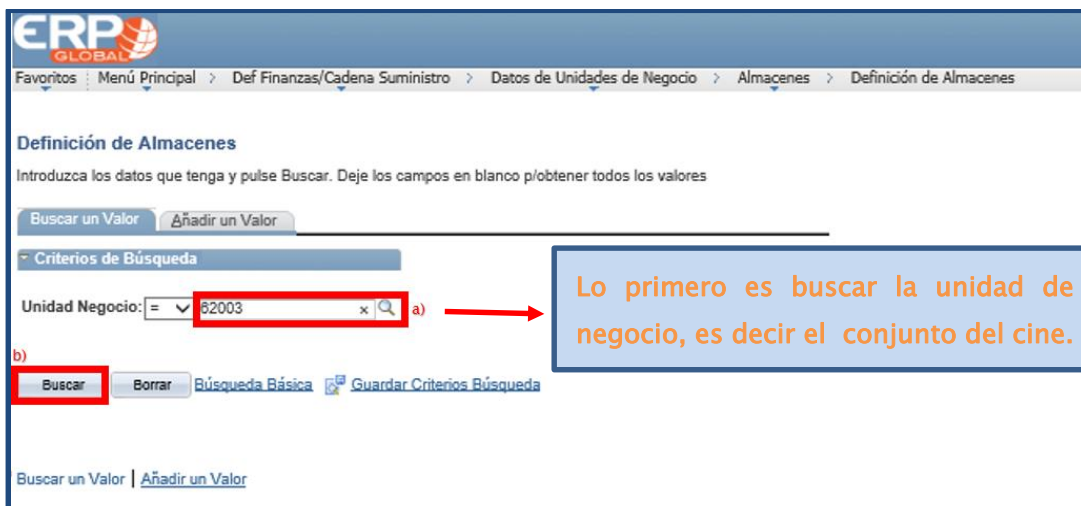 ERP
GLOBAL
Favoritos Menú Principal > Def Finanzas/Cadena Suministro > Datos de Unidades de Negocio > Almacenes > Definición de Almacenes
Definición de Almacenes
Introduzca los datos que tenga y pulse Buscar. Deje los campos en blanco p/obtener todos los valores
Buscar un Valor Añadir un Valor
Criterios de Búsqueda
Unidad Negocio: = 62003 x a)
Lo primero es buscar la unidad de
negocio, es decir el conjunto del cine.
b)
Buscar Borrar Búsqueda Básica Guardar Criterios Búsqueda
Buscar un Valor | Añadir un Valor